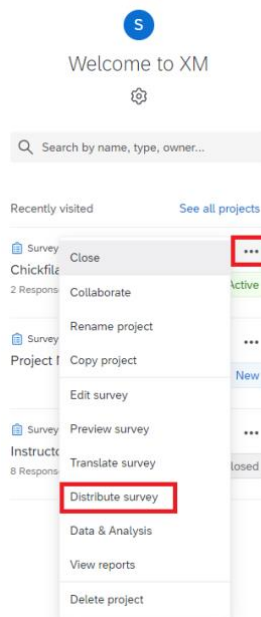 S
Welcome to XM
Search by name, type, owner...
Recently visited See all projects
Survey
Close
Chickfila
Active
2 Respons
Collaborate
Rename project
Survey
Project
Copy project
New
Edit survey
Survey
Preview survey
Instructo
Translate survey
losed
8 Respons
Distribute survey
Data & Analysis
View reports
Delete project